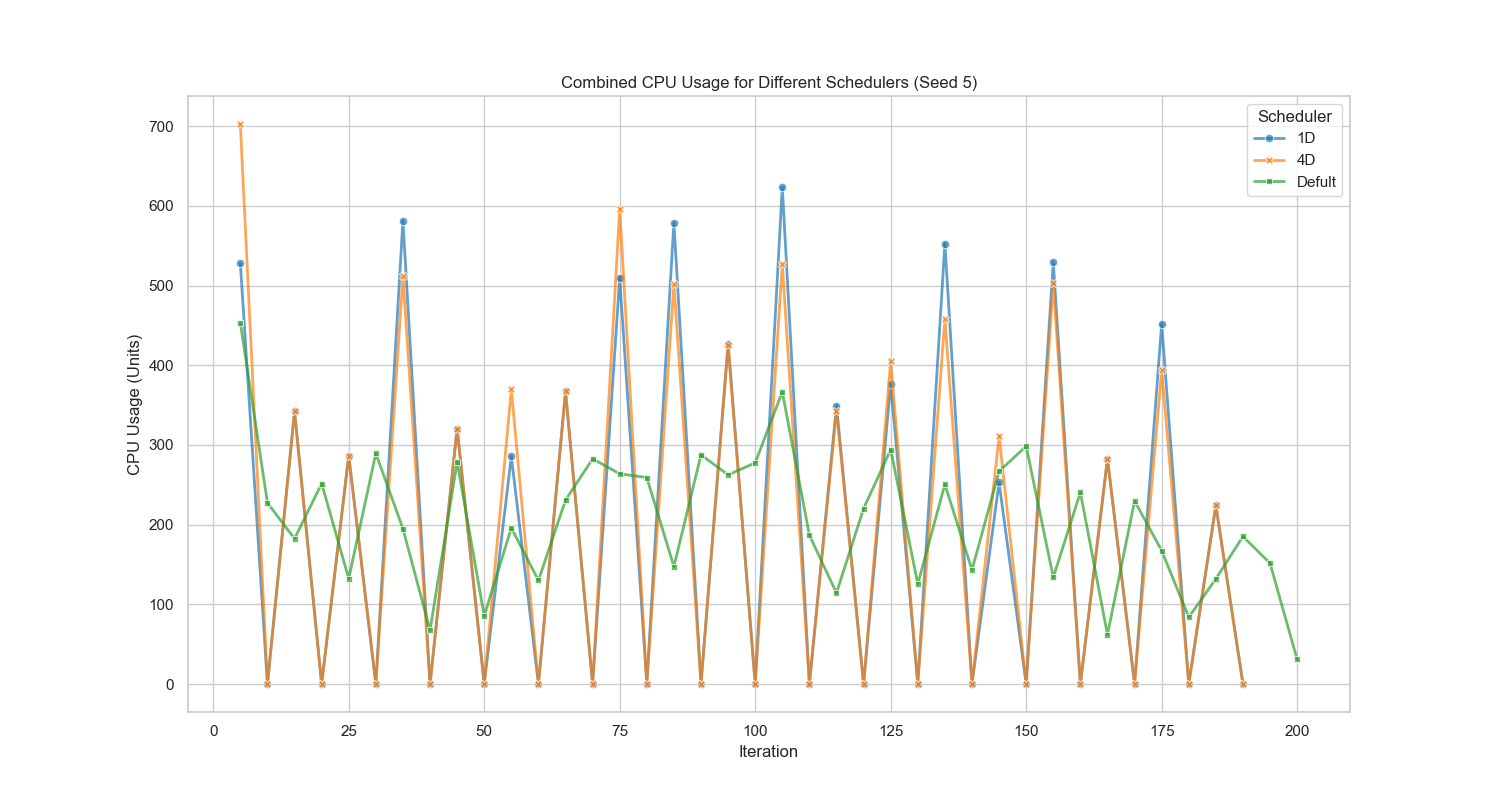 Combined CPU Usage for Different Schedulers (Seed 5)
Scheduler
1D
4D
Defult
CPU Usage (Units)
700
600
500
400
300
200
100
0
0 25 50 75 100 125 150 175 200
Iteration